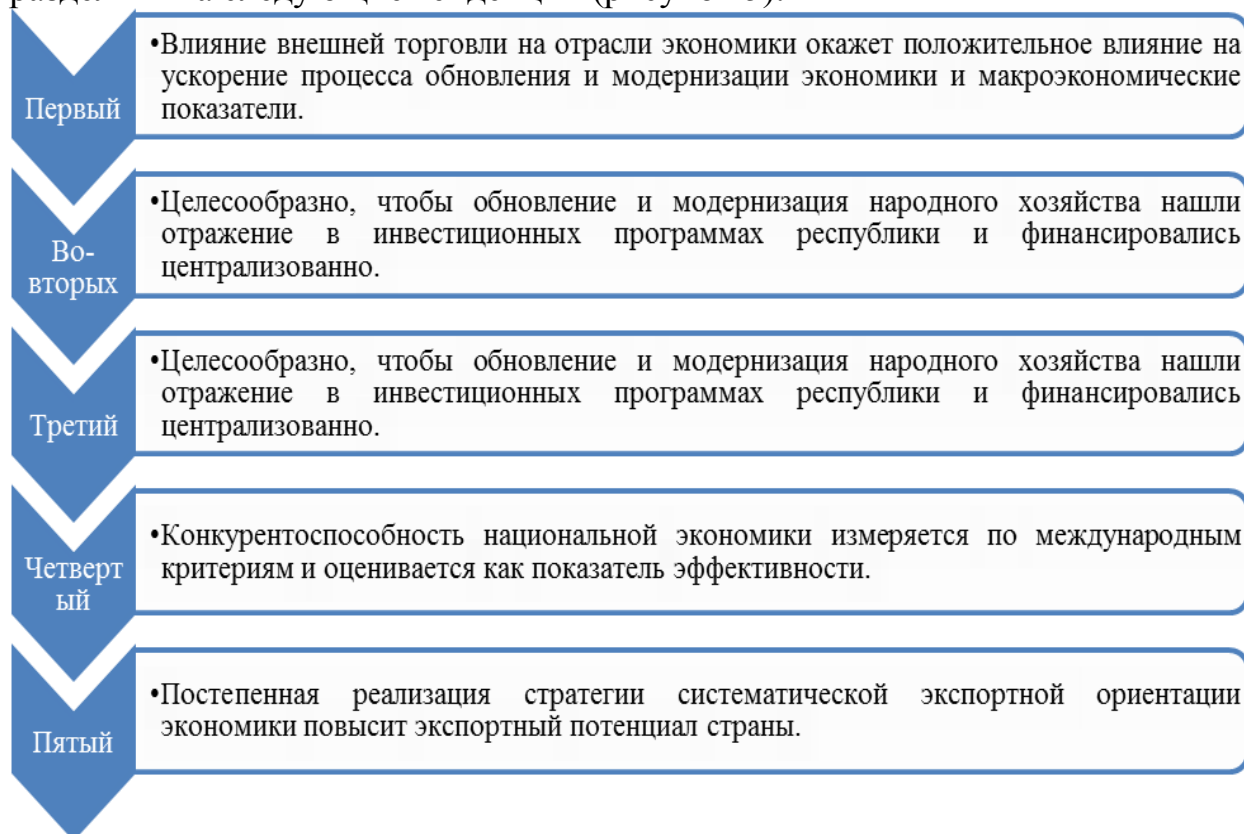 Первый
•Влияние внешней торговли на отрасли экономики окажет положительное влияние на
ускорение процесса обновления и модернизации экономики и макроэкономические
показатели.
Во-
вторых
•Целесообразно, чтобы обновление и модернизация народного хозяйства нашли
отражение в инвестиционных программах республики и финансировались
централизованно.
Третий
•Целесообразно, чтобы обновление и модернизация народного хозяйства нашли
отражение в инвестиционных программах республики и финансировались
централизованно.
Четверт
ый
•Конкурентоспособность национальной экономики измеряется по международным
критериям и оценивается как показатель эффективности.
Пятый
•Постепенная реализация стратегии систематической экспортной ориентации
экономики повысит экспортный потенциал страны.